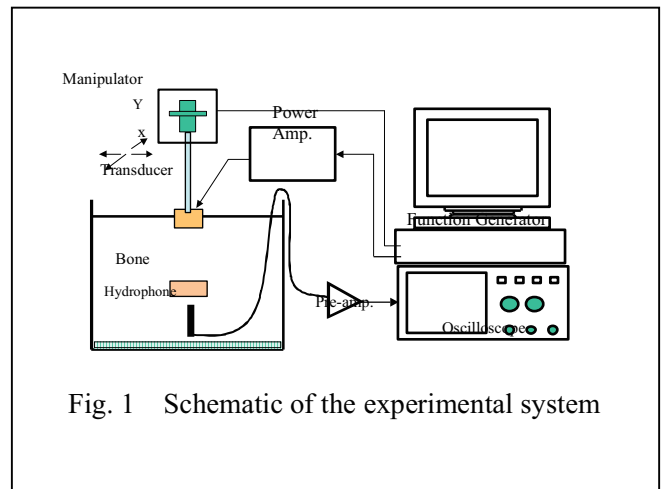 Manipulator
Y
x
Transducer
Power
Amp.
Function Generator
Bone
Hydrophone
Pre-amp.
Oscilloscope
Fig. 1 Schematic of the experimental system